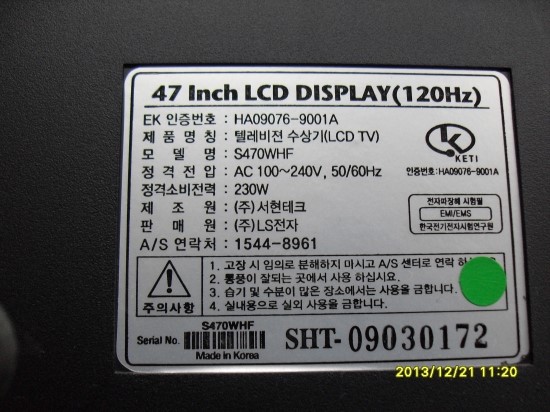 47 Inch LCD DISPLAY(120Hz)
EK 인증번호 : HA09076-9001A
제 품 명 칭 : 텔레비젼 수상기(LCD TV)
모 델 명 : S470WHF
정 격 전 압 : AC 100~240V, 50/60Hz
정격소비전력 : 230W
제 조 원 : (주) 서현테크
판 매 원 : (주) LS전자
A/S 연락처 : 1544-8961
K
KETI
인증번호:HA09076-9001A
전자파장해 시험필
EMI/EMS
한국전기전자시험연구원
!
주의사항
1. 고장 시 임의로 분해하지 마시고 A/S 센터로 연락
2. 통풍이 잘되는 곳에서 사용 하십시요.
3. 습기 및 수분이 많은 장소에서는 사용을 금합니다.
4. 실내용으로 실외 사용을 금합니다.
S470WHF
Serial No.
Made in Korea
SHT-09030172
2013/12/21 11:20